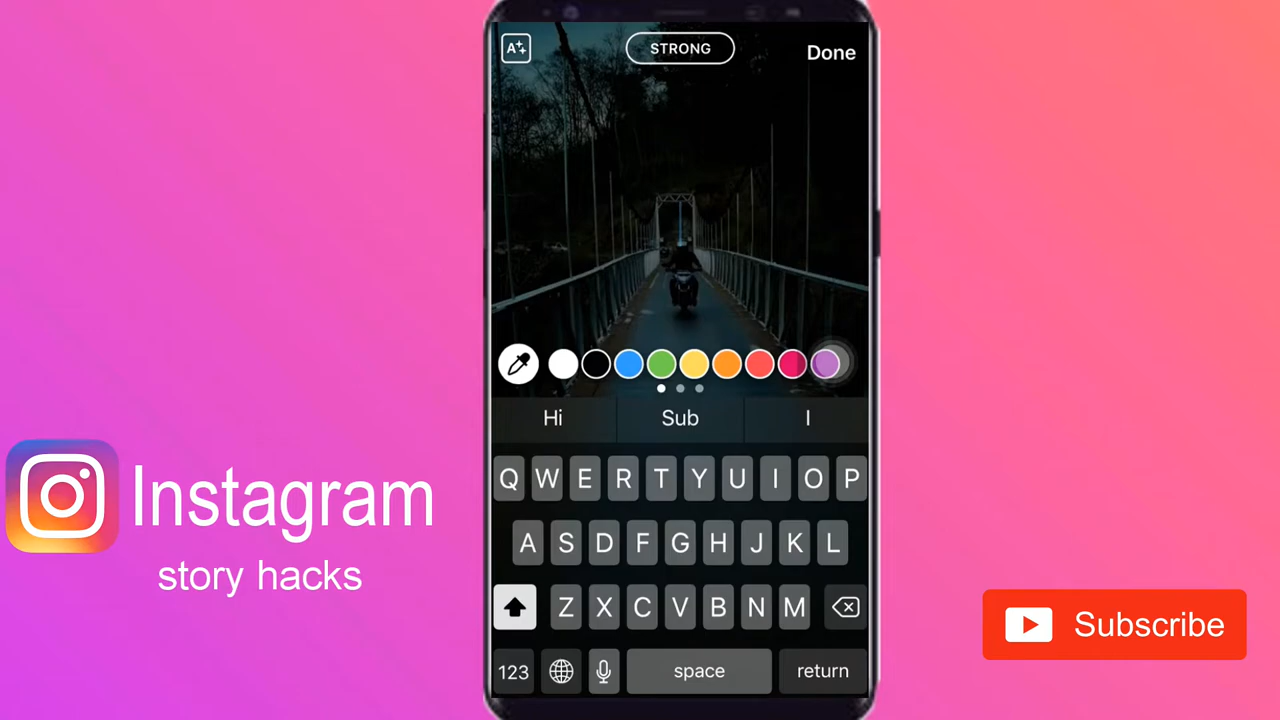 A
STRONG
Done
Hi Sub I
Q W E R T Y U I O P
A S D F G H J K L
Z X C V B N M
123 space return
Instagram
story hacks
Subscribe